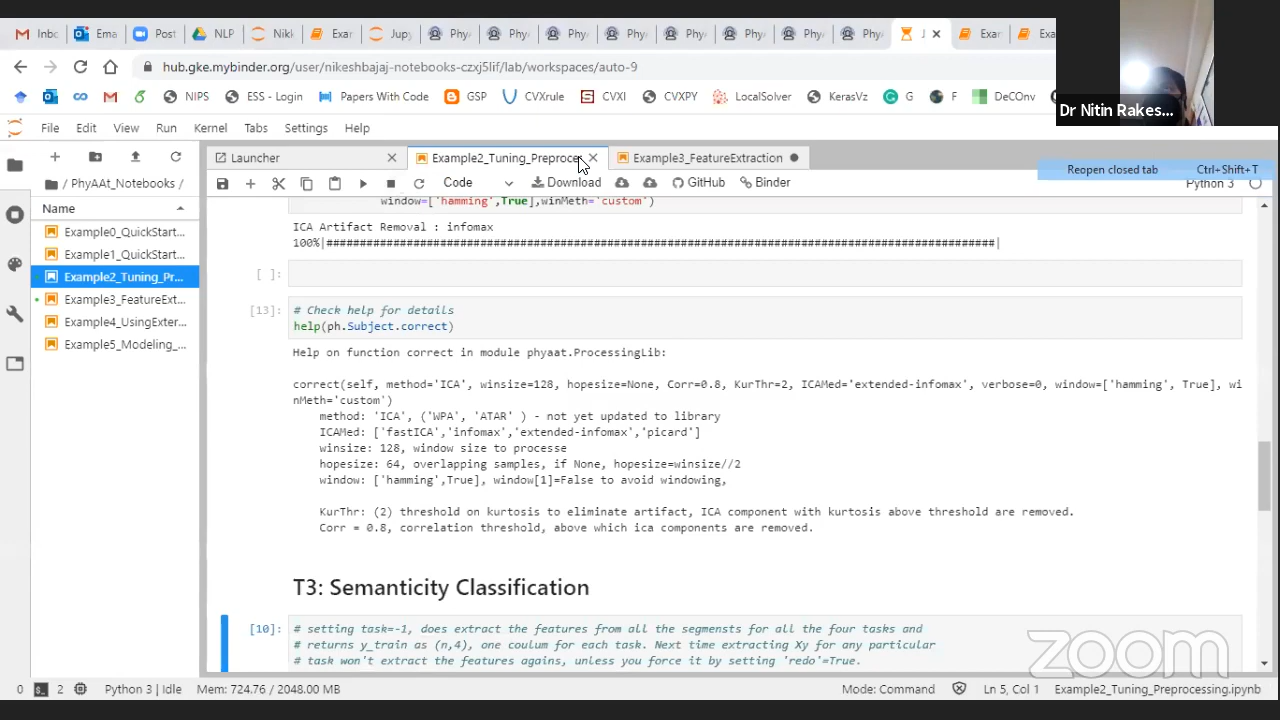 Inbo
Ema
Post
NLP
Nikl
Exar
Jupy
Phy
Phy
Phy
Phy
Phy
Phy
Phy
Phy
J
Exar
Exa
hub.gke.mybinder.org/user/nikeshbajaj-notebooks-czxj5lif/lab/workspaces/auto-9
NIPS
ESS - Login
Papers With Code
GSP
CVXrule
CVXI
CVXPY
LocalSolver
KerasVz
G
F
DeCOnv
Dr Nitin Rakes...
File Edit View Run Kernel Tabs Settings Help
Launcher
Example2_Tuning_Preproces
Example3_FeatureExtraction
Reopen closed tab Ctrl+Shift+T
/ PhyAAt_Notebooks /
Code
Download
GitHub
Binder
Python 3
Name
Example0_QuickStart...
Example1_QuickStart...
Example2_Tuning_Pr...
Example3_FeatureExt...
Example4_UsingExter...
Example5_Modeling_...
window=['hamming',True],winMeth='custom')
ICA Artifact Removal : infomax
100%|######################################################################################################|
[ ]:
[13]:
# Check help for details
help(ph.Subject.correct)
Help on function correct in module phyaat.ProcessingLib:
correct(self, method='ICA', winsize=128, hopesize=None, Corr=0.8, KurThr=2, ICAMed='extended-infomax', verbose=0, window=['hamming', True], wi
nMeth='custom')
method: 'ICA', ('WPA', 'ATAR' ) - not yet updated to library
ICAMed: ['fastICA','infomax','extended-infomax','picard']
winsize: 128, window size to processe
hopesize: 64, overlapping samples, if None, hopesize=winsize//2
window: ['hamming',True], window[1]=False to avoid windowing,
KurThr: (2) threshold on kurtosis to eliminate artifact, ICA component with kurtosis above threshold are removed.
Corr = 0.8, correlation threshold, above which ica components are removed.
T3: Semanticity Classification
[10]:
# setting task=-1, does extract the features from all the segmensts for all the four tasks and
# returns y_train as (n,4), one coulum for each task. Next time extracting Xy for any particular
# task won't extract the features agains, unless you force it by setting 'redo'=True.
zoom
0
2
Python 3 | Idle
Mem: 724.76 / 2048.00 MB
Mode: Command
Ln 5, Col 1
Example2_Tuning_Preprocessing.ipynb